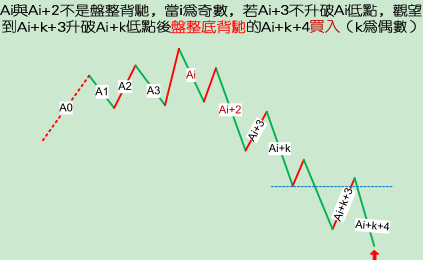 Ai與Ai+2不是盤整背馳，當i爲奇數，若Ai+3不升破Ai低點，觀望
到Ai+k+3升破Ai+k低點後盤整底背馳的Ai+k+4買入（k爲偶數）
A0
A1
A2
A3
Ai
Ai+2
Ai+3
Ai+k
Ai+k+3
Ai+k+4